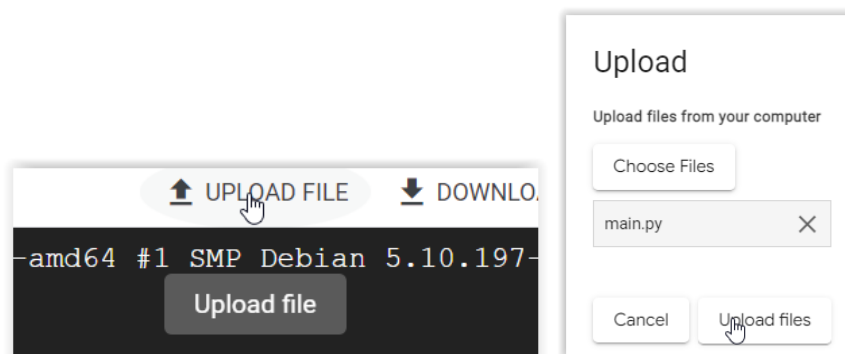 UPLOAD FILE
DOWNLO
-amd64 #1 SMP Debian 5.10.197-
Upload file
Upload
Upload files from your computer
Choose Files
main.py
Cancel
Upload files